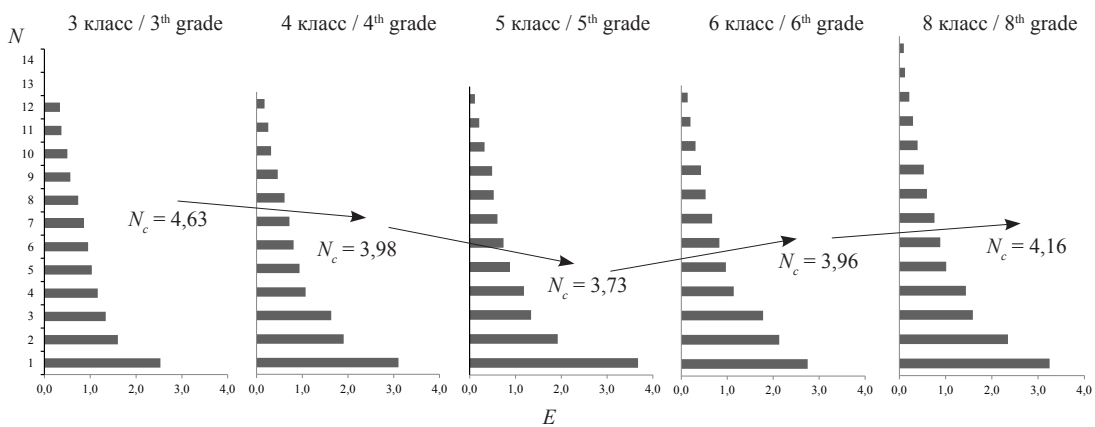 3 класс / 3th grade
4 класс / 4th grade
5 класс / 5th grade
6 класс / 6th grade
8 класс / 8th grade
N
14
13
12
11
10
9
8
7
6
5
4
3
2
1
Nc = 4,63
Nc = 3,98
Nc = 3,73
Nc = 3,96
Nc = 4,16
0,0 1,0 2,0 3,0 4,0
0,0 1,0 2,0 3,0 4,0
0,0 1,0 2,0 3,0 4,0
0,0 1,0 2,0 3,0 4,0
0,0 1,0 2,0 3,0 4,0
E